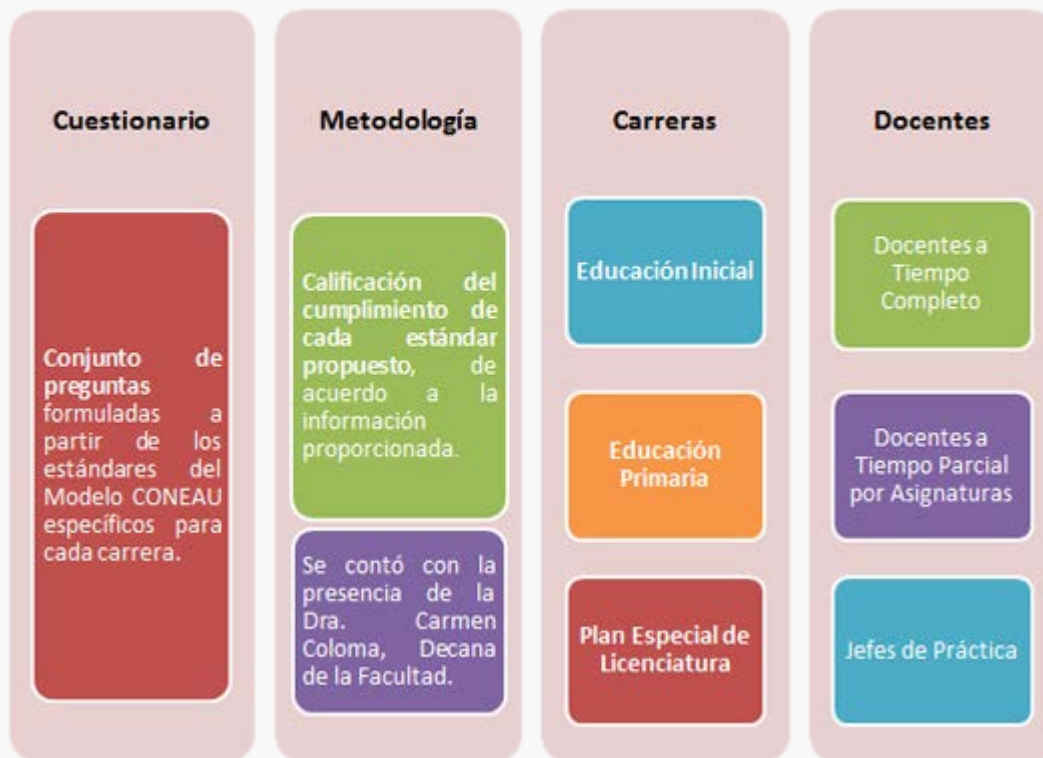 Cuestionario
Conjunto de
preguntas
formuladas a
partir de los
estándares del
Modelo CONEAU
específicos para
cada carrera.
Metodología
Calificación del
cumplimiento de
cada estándar
propuesto, de
acuerdo a la
información
proporcionada.
Se contó con la
presencia de la
Dra. Carmen
Coloma, Decana
de la Facultad.
Carreras
Educación Inicial
Educación
Primaria
Plan Especial de
Licenciatura
Docentes
Docentes a
Tiempo
Completo
Docentes a
Tiempo Parcial
por Asignaturas
Jefes de Práctica